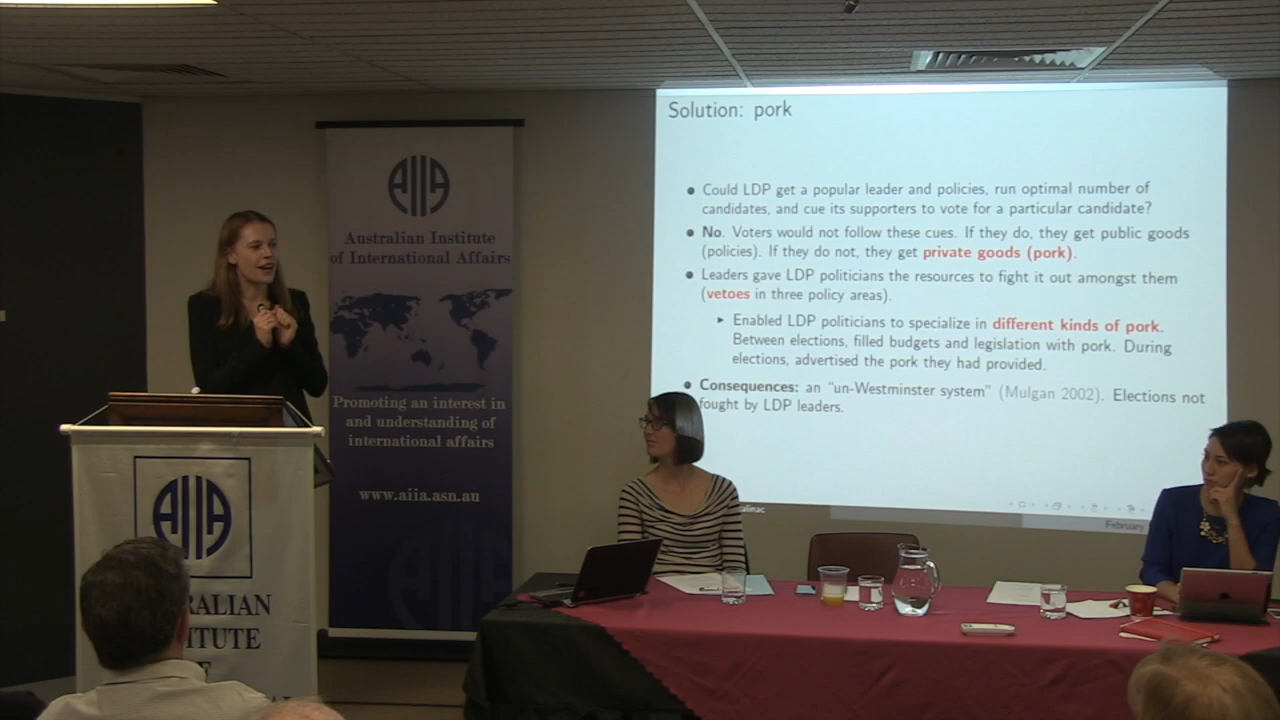 AIIA
Australian Institute
of International Affairs
Promoting an interest in
and understanding of
international affairs
www.aiia.asn.au
AIIA
AIIA
RALIAN
TITUTE
Solution: pork
Could LDP get a popular leader and policies, run optimal number of
candidates, and cue its supporters to vote for a particular candidate?
No. Voters would not follow these cues. If they do, they get public goods
(policies). If they do not, they get private goods (pork).
Leaders gave LDP politicians the resources to fight it out amongst them
(vetoes in three policy areas).
Enabled LDP politicians to specialize in different kinds of pork.
Between elections, filled budgets and legislation with pork. During
elections, advertised the pork they had provided.
Consequences: an “un-Westminster system” (Mulgan 2002). Elections not
fought by LDP leaders.
alinac
February